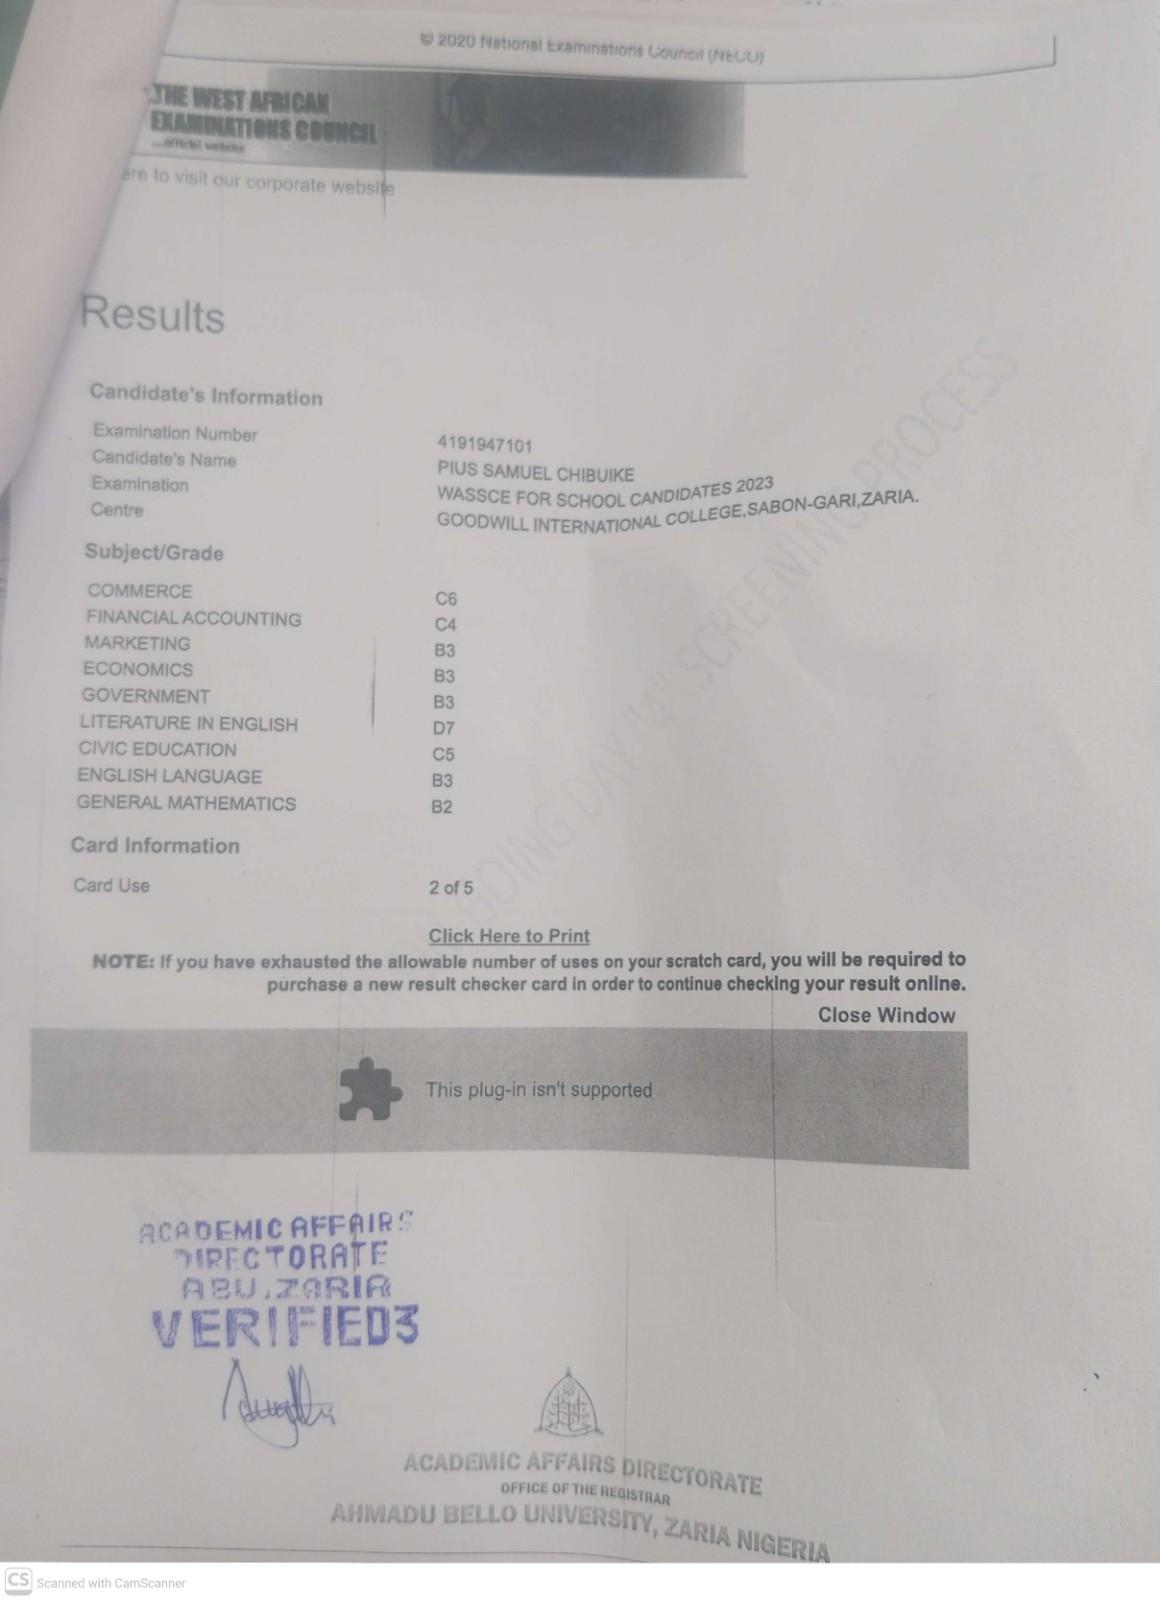 © 2020 National Examinations Council (NECO)
THE WEST AFRICAN
EXAMINATIONS COUNCIL
...official website
ere to visit our corporate website
Results
Candidate's Information
Examination Number 4191947101
Candidate's Name PIUS SAMUEL CHIBUIKE
Examination WASSCE FOR SCHOOL CANDIDATES 2023
Centre GOODWILL INTERNATIONAL COLLEGE,SABON-GARI,ZARIA.
Subject/Grade
COMMERCE C6
FINANCIAL ACCOUNTING C4
MARKETING B3
ECONOMICS B3
GOVERNMENT B3
LITERATURE IN ENGLISH D7
CIVIC EDUCATION C5
ENGLISH LANGUAGE B3
GENERAL MATHEMATICS B2
Card Information
Card Use 2 of 5
Click Here to Print
NOTE: If you have exhausted the allowable number of uses on your scratch card, you will be required to
purchase a new result checker card in order to continue checking your result online.
Close Window
This plug-in isn't supported
GOING DAY "4" SCREENING PROCESS
ACADEMIC AFFAIRS
DIRECTORATE
ABU, ZARIA
VERIFIED3
ACADEMIC AFFAIRS DIRECTORATE
OFFICE OF THE REGISTRAR
AHMADU BELLO UNIVERSITY, ZARIA NIGERIA
CS Scanned with CamScanner